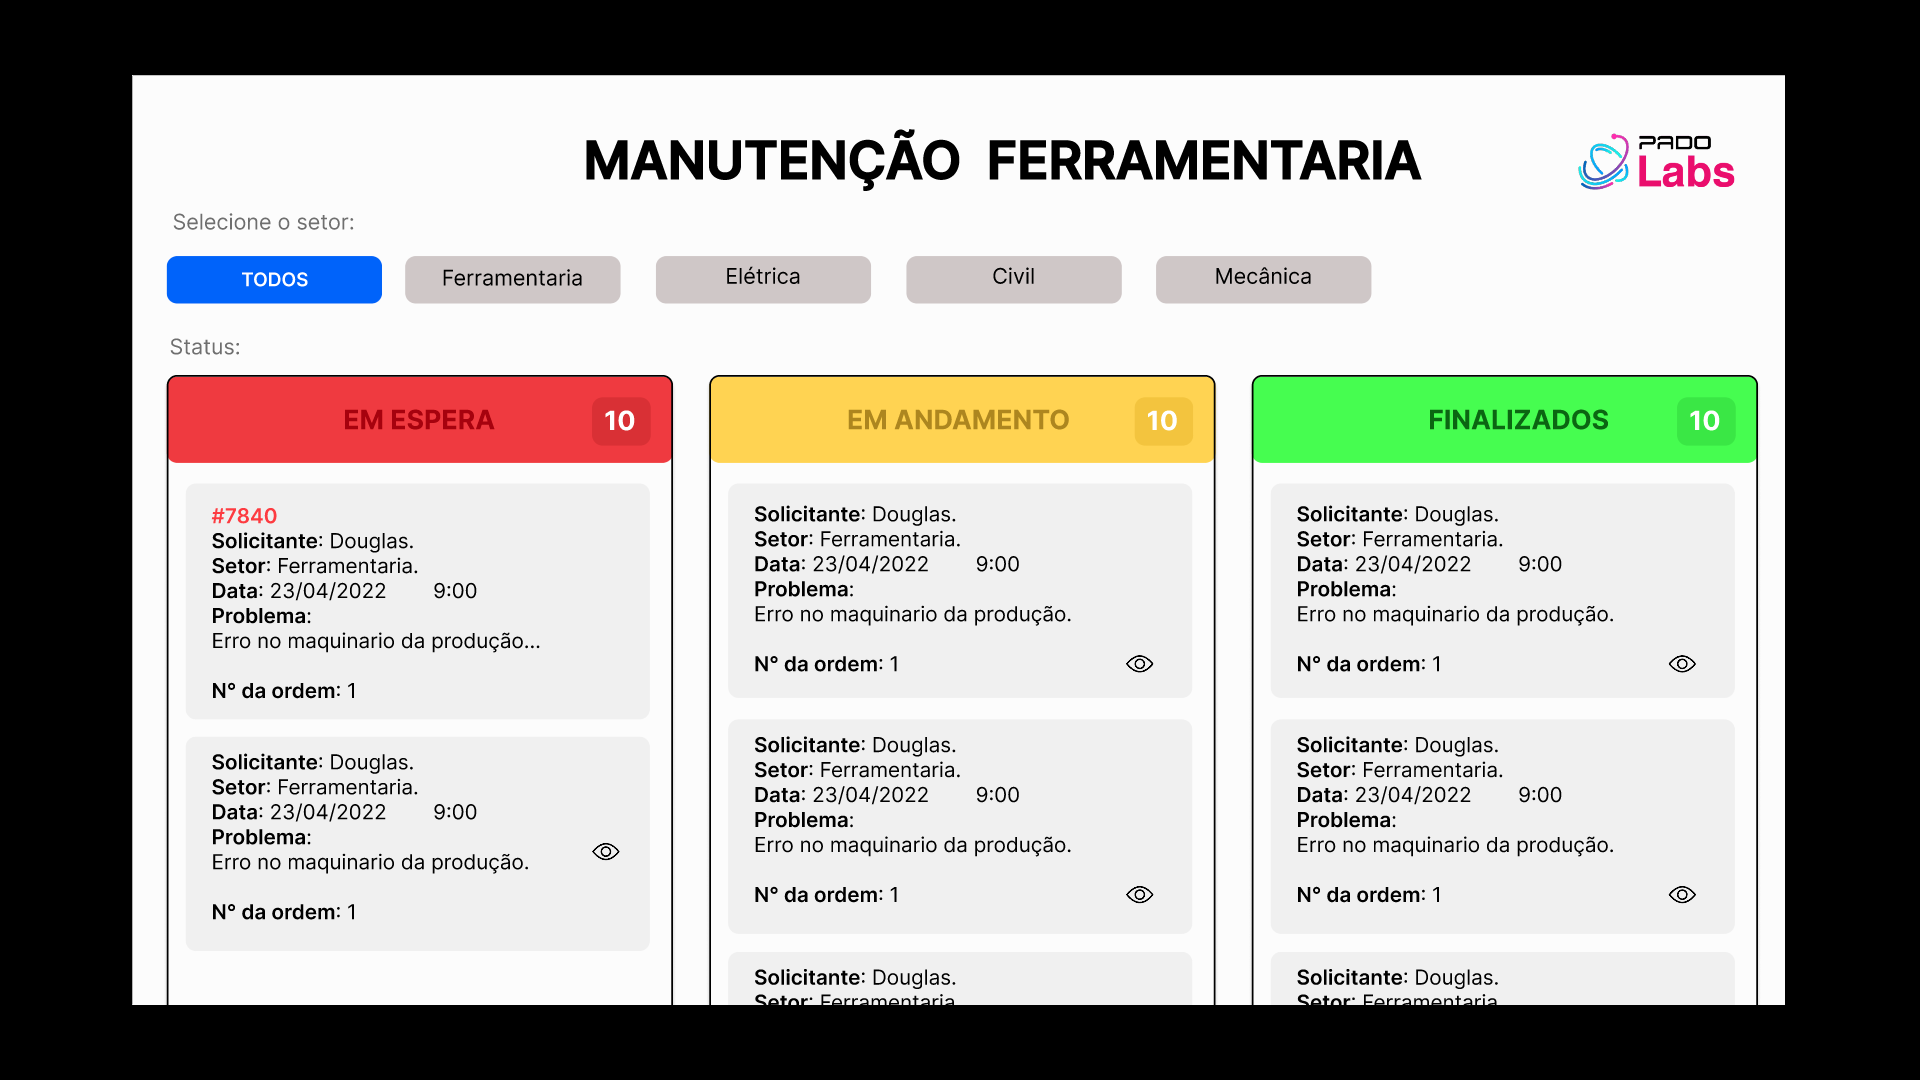 MANUTENÇÃO FERRAMENTARIA
PADO
Labs
Selecione o setor:
TODOS
Ferramentaria
Elétrica
Civil
Mecânica
Status:
EM ESPERA
10
#7840
Solicitante: Douglas.
Setor: Ferramentaria.
Data: 23/04/2022 9:00
Problema:
Erro no maquinario da produção...
N° da ordem: 1
Solicitante: Douglas.
Setor: Ferramentaria.
Data: 23/04/2022 9:00
Problema:
Erro no maquinario da produção.
N° da ordem: 1
EM ANDAMENTO
10
Solicitante: Douglas.
Setor: Ferramentaria.
Data: 23/04/2022 9:00
Problema:
Erro no maquinario da produção.
N° da ordem: 1
Solicitante: Douglas.
Setor: Ferramentaria.
Data: 23/04/2022 9:00
Problema:
Erro no maquinario da produção.
N° da ordem: 1
Solicitante: Douglas.
Setor: Ferramentaria
FINALIZADOS
10
Solicitante: Douglas.
Setor: Ferramentaria.
Data: 23/04/2022 9:00
Problema:
Erro no maquinario da produção.
N° da ordem: 1
Solicitante: Douglas.
Setor: Ferramentaria.
Data: 23/04/2022 9:00
Problema:
Erro no maquinario da produção.
N° da ordem: 1
Solicitante: Douglas.
Setor: Ferramentaria